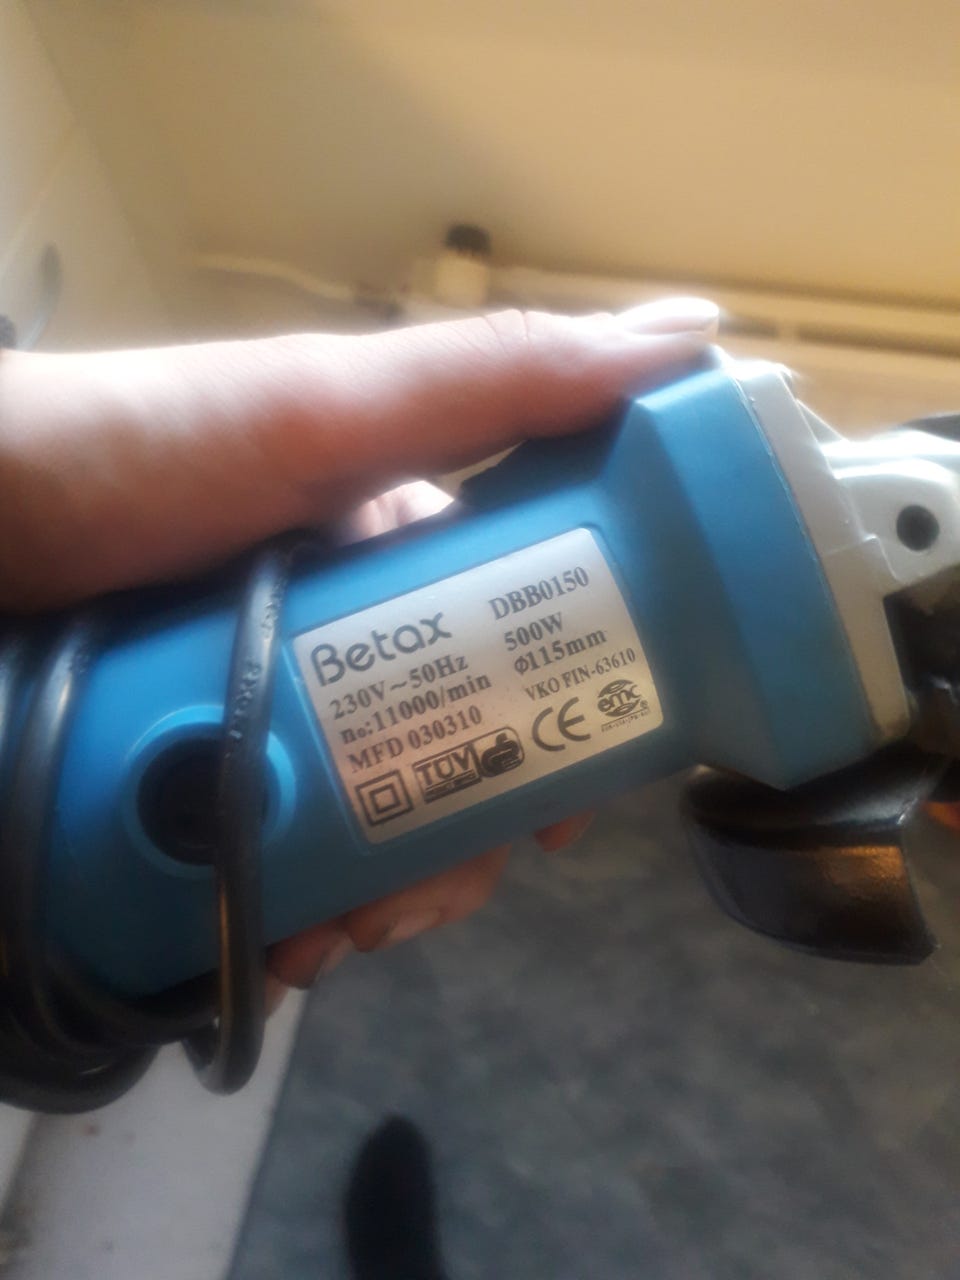 Betax DBB0150
230V~50Hz 500W
n₀:11000/min Φ115mm
MFD 030310 VKO FIN-63610
TÜV CE emc